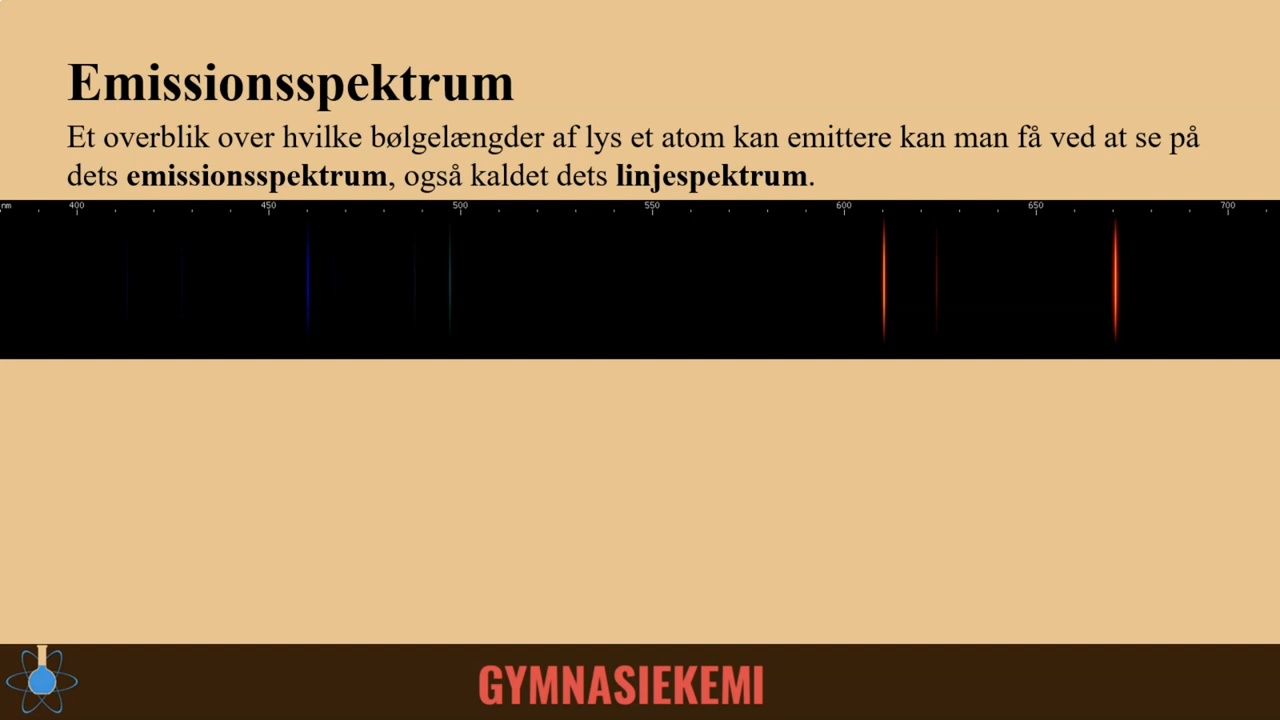 Emissionsspektrum
Et overblik over hvilke bølgelængder af lys et atom kan emittere kan man få ved at se på
dets emissionsspektrum, også kaldet dets linjespektrum.
nm 400 450 500 550 600 650 700
GYMNASIEKEMI